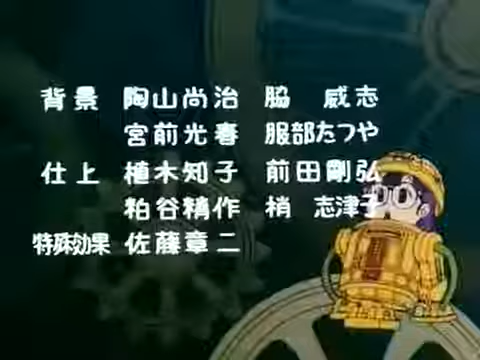 背景 陶山尚治 脇 威志
宮前光春 服部たつや
仕上 植木知子 前田剛弘
粕谷精作 梢 志津子
特殊効果 佐藤章二